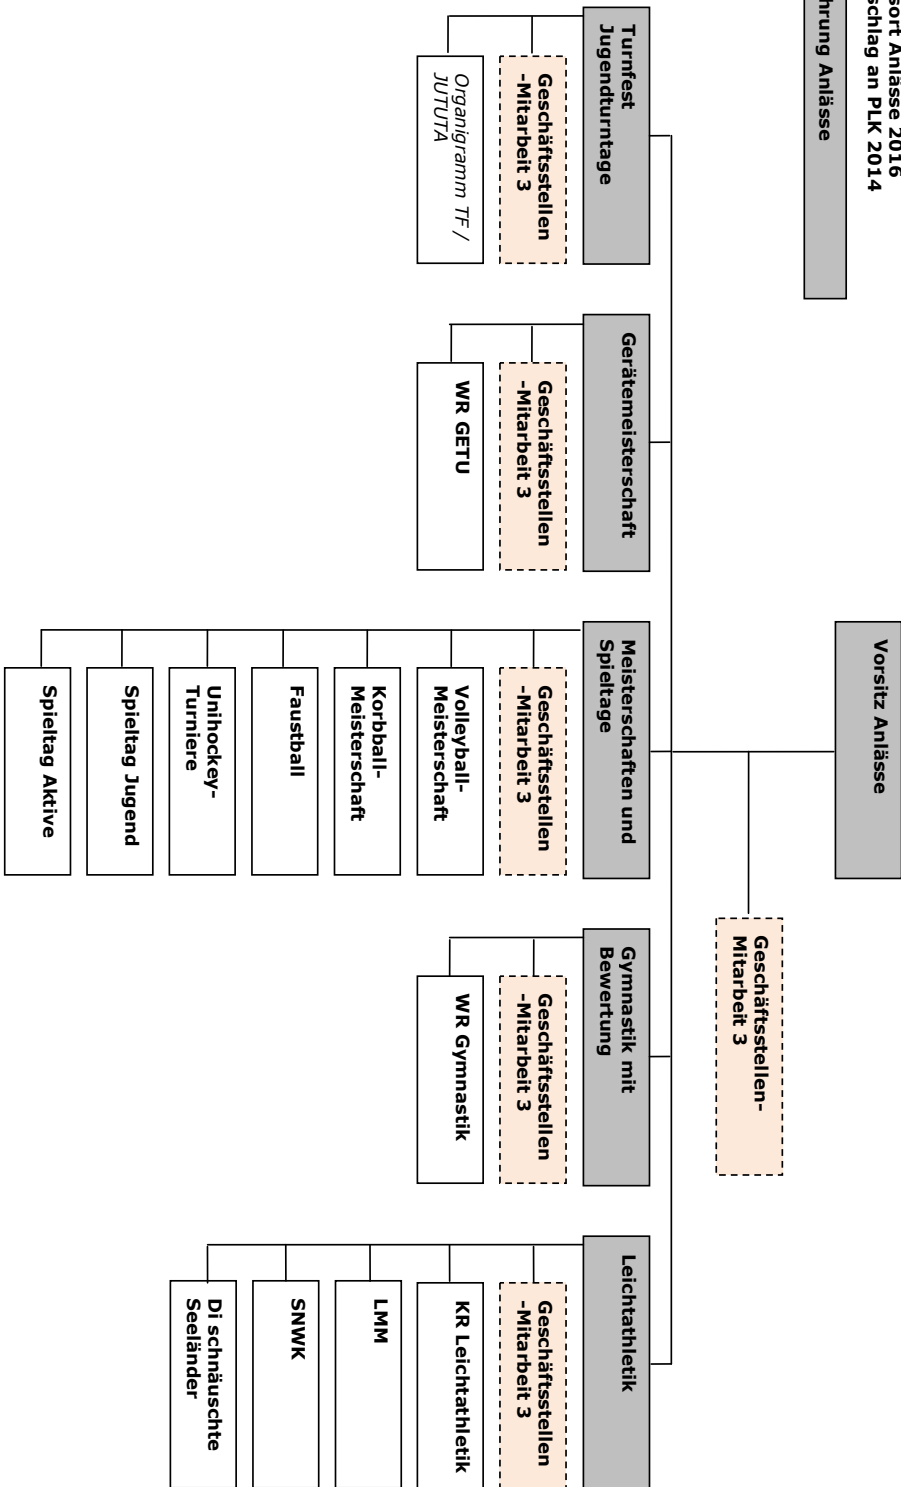 Anlässe 2016
an PLK 2014
Anlässe
Vorsitz Anlässe
Geschäftsstellen-
Mitarbeit 3
Turnfest
Jugendturntage
Geschäftsstellen
-Mitarbeit 3
Organigramm TF /
JUTUTA
Gerätemeisterschaft
Geschäftsstellen
-Mitarbeit 3
WR GETU
Meisterschaften und
Spieltage
Geschäftsstellen
-Mitarbeit 3
Volleyball-
Meisterschaft
Korbball-
Meisterschaft
Faustball
Unihockey-
Turniere
Spieltag Jugend
Spieltag Aktive
Gymnastik mit
Bewertung
Geschäftsstellen
-Mitarbeit 3
WR Gymnastik
Leichtathletik
Geschäftsstellen
-Mitarbeit 3
KR Leichtathletik
LMM
SNWK
Di schnäuschte
Seeländer